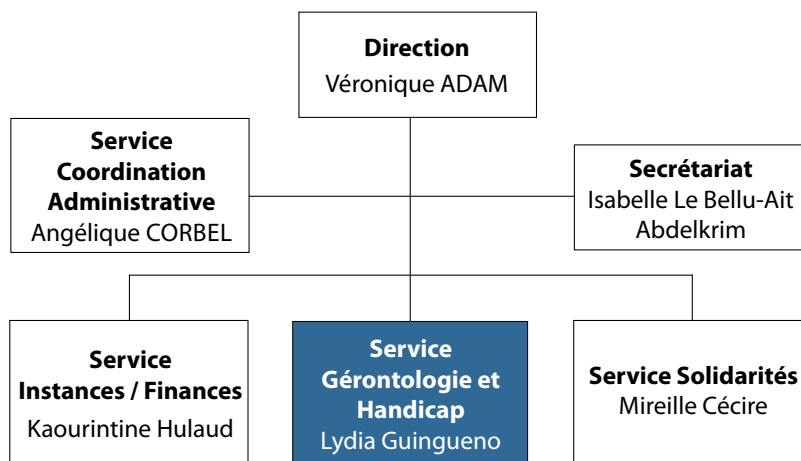 Direction
Véronique ADAM
Service
Coordination
Administrative
Angélique CORBEL
Secrétariat
Isabelle Le Bellu-Ait
Abdelkrim
Service
Instances / Finances
Kaourintine Hulaud
Service
Gérontologie et
Handicap
Lydia Guingueno
Service Solidarités
Mireille Cécire